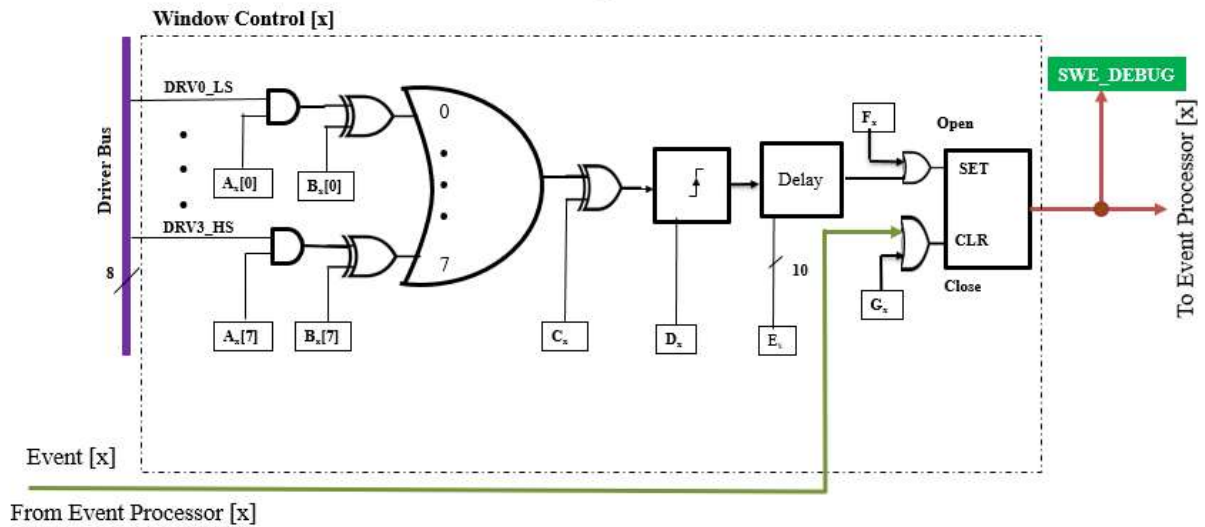 Window Control [x]
Driver Bus
8
DRV0_LS
Aₓ[0]
Bₓ[0]
DRV3_HS
Aₓ[7]
Bₓ[7]
0
7
Cₓ
Dₓ
Delay
10
Eₓ
Fₓ
Open
SET
CLR
Close
Gₓ
SWE_DEBUG
To Event Processor [x]
Event [x]
From Event Processor [x]